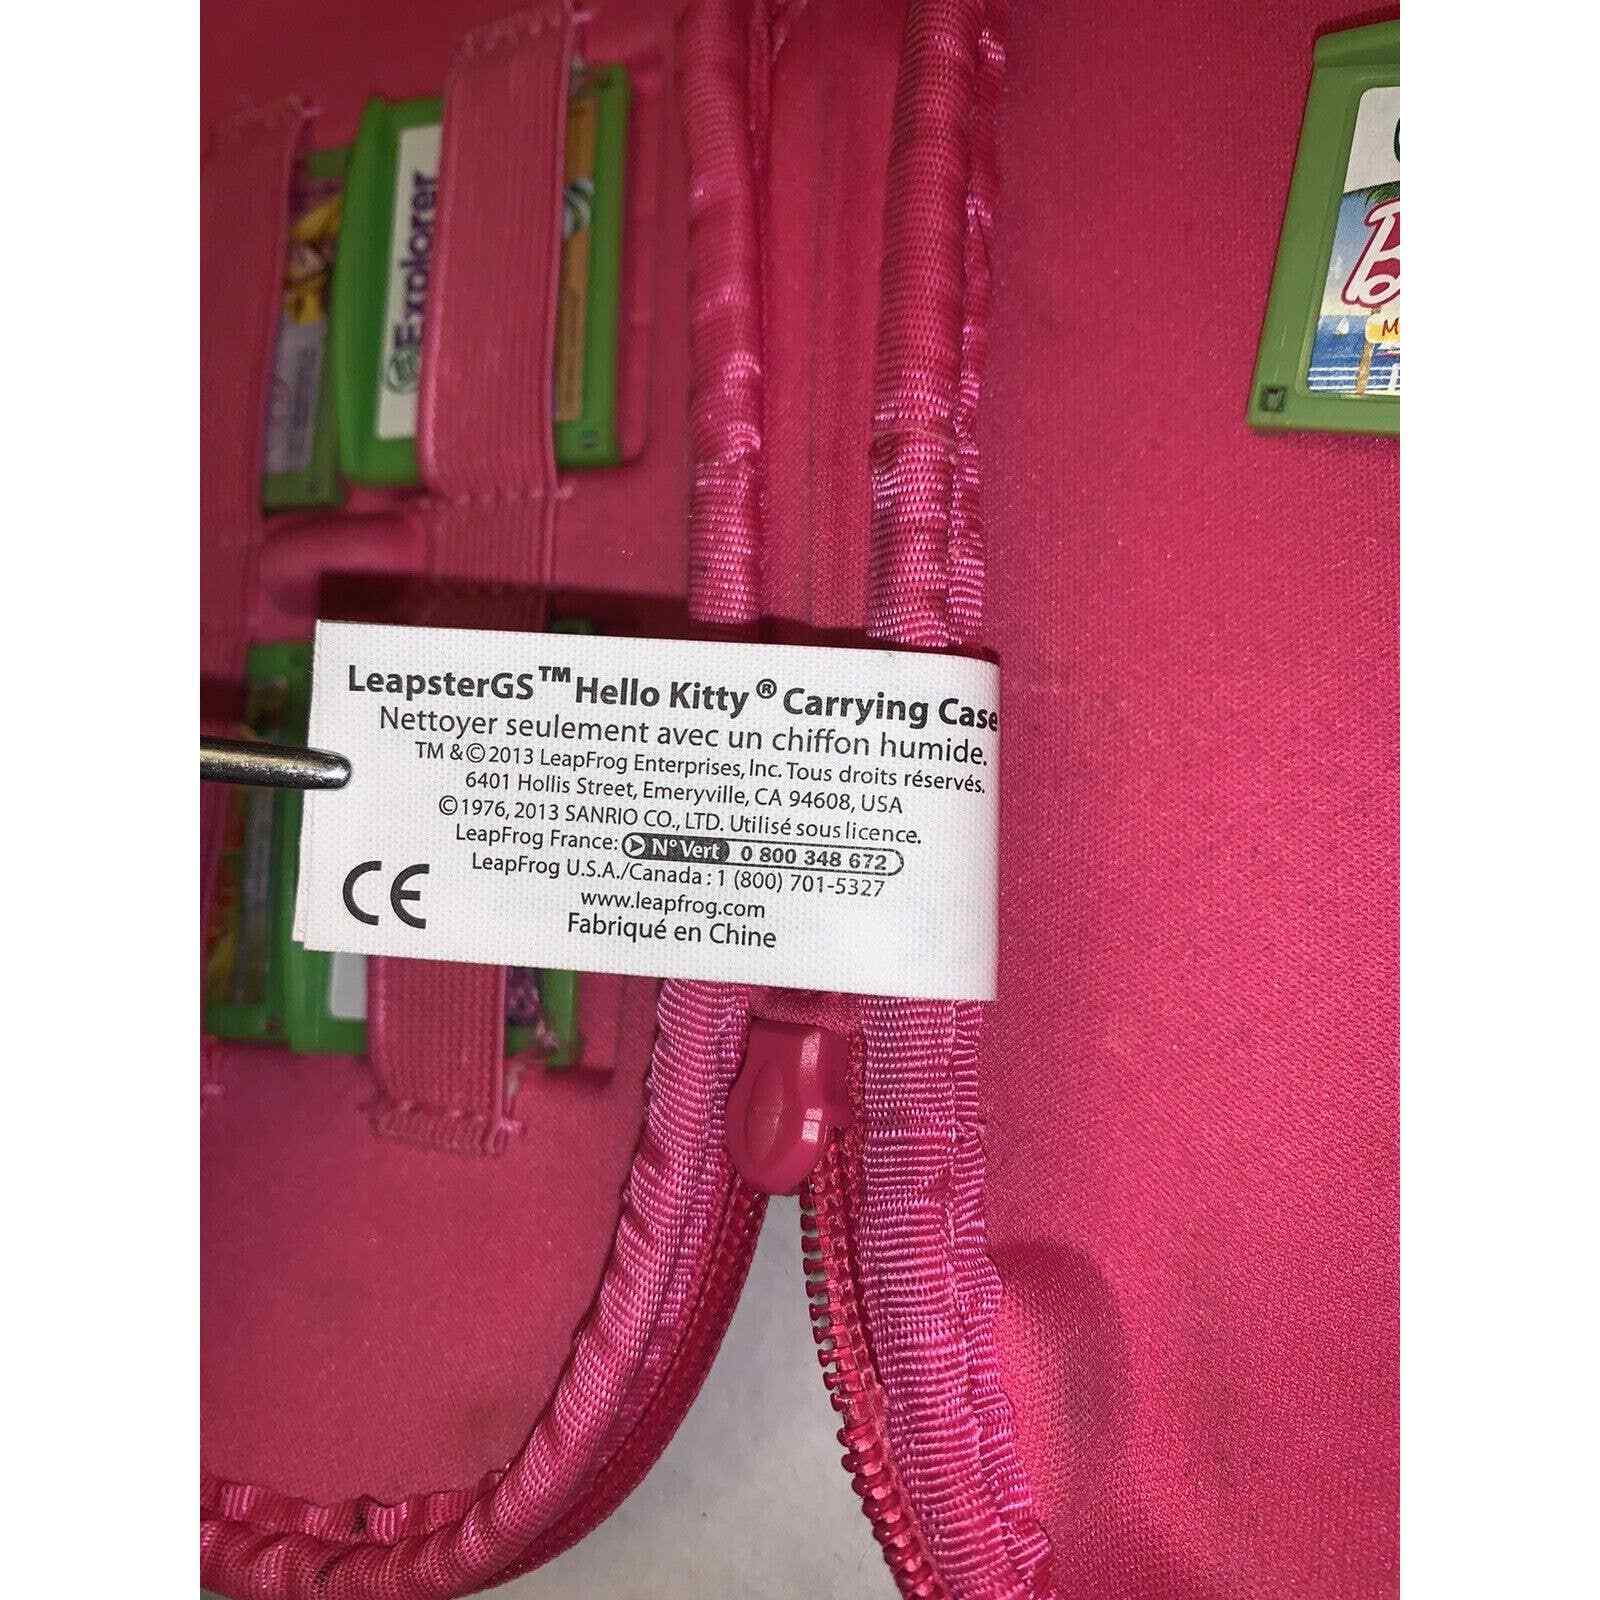 Explorer
LeapsterGS™ Hello Kitty® Carrying Case
Nettoyer seulement avec un chiffon humide.
TM & © 2013 LeapFrog Enterprises, Inc. Tous droits réservés.
6401 Hollis Street, Emeryville, CA 94608, USA
© 1976, 2013 SANRIO CO., LTD. Utilisé sous licence.
LeapFrog France: N° Vert 0 800 348 672
LeapFrog U.S.A./Canada : 1 (800) 701-5327
www.leapfrog.com
Fabriqué en Chine
CE